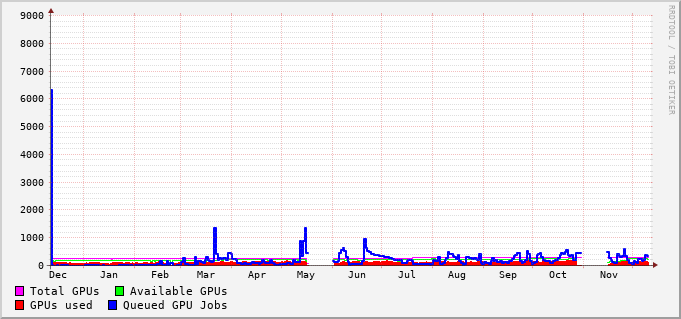 RRDTOOL / TOBI OETIKER
9000
8000
7000
6000
5000
4000
3000
2000
1000
0
Dec Jan Feb Mar Apr May Jun Jul Aug Sep Oct Nov
Total GPUs Available GPUs
GPUs used Queued GPU Jobs